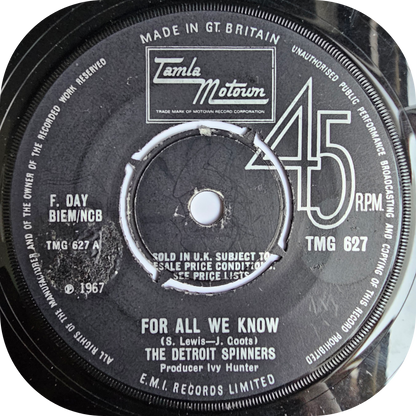 MADE IN GT. BRITAIN
UNAUTHORISED PUBLIC PERFORMANCE BROADCASTING AND COPYING OF THIS RECORD PROHIBITED
ALL RIGHTS OF THE MANUFACTURER AND OF THE OWNER OF THE RECORDED WORK RESERVED
Tamla
Motown
TRADE MARK OF MOTOWN RECORD CORPORATION
45 RPM
F. DAY
BIEM/NCB
TMG 627
TMG 627 A
SOLD IN U.K. SUBJECT TO
RESALE PRICE CONDITIONS,
SEE PRICE LISTS
℗ 1967
FOR ALL WE KNOW
(S. Lewis—J. Coots)
THE DETROIT SPINNERS
Producer Ivy Hunter
E.M.I. RECORDS LIMITED